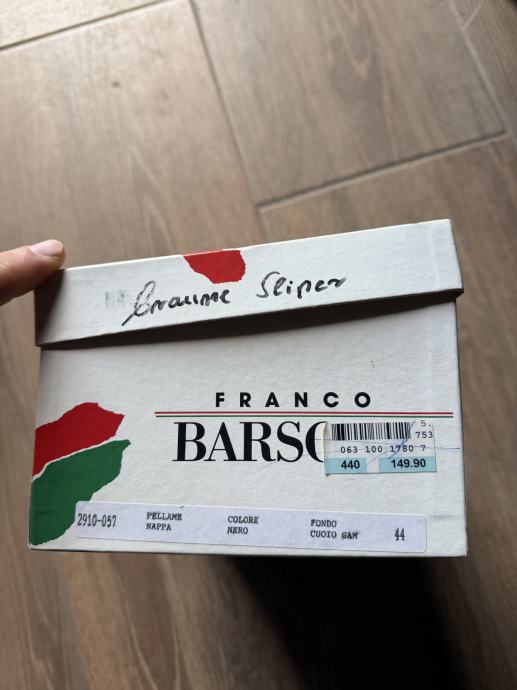 Braune Sliper
FRANCO
BARSO
5.
753
063 100 1780 7
440 149.90
2910-057 PELLAME COLORE FONDO
NAPPA NERO CUOIO GAM 44